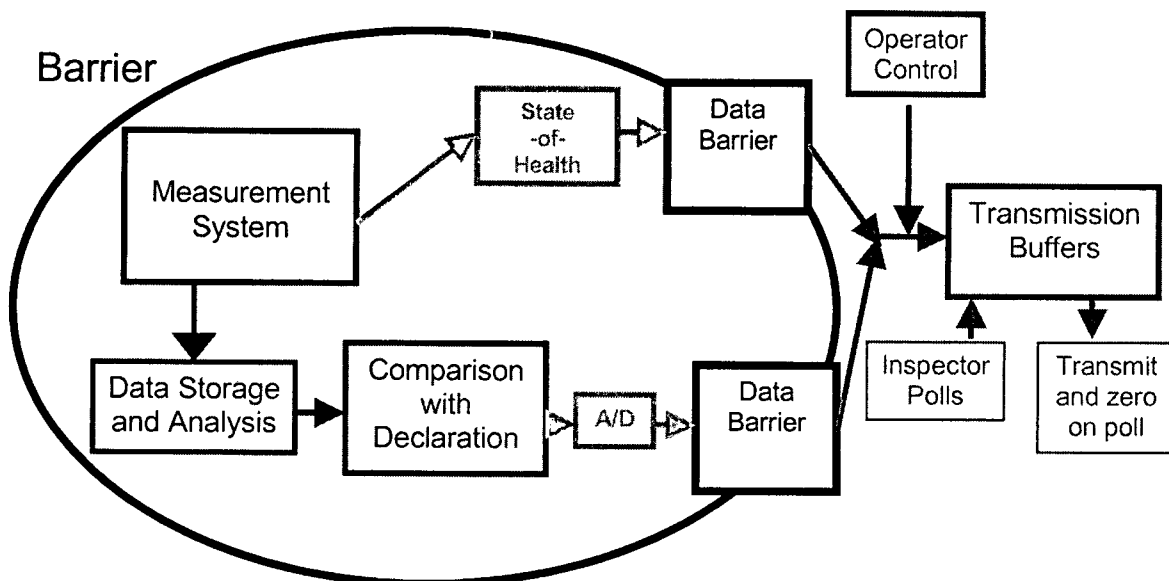 Barrier
Operator
Control
State
-of-
Health
Data
Barrier
Measurement
System
Transmission
Buffers
Data Storage
and Analysis
Comparison
with
Declaration
A/D
Data
Barrier
Inspector
Polls
Transmit
and zero
on poll